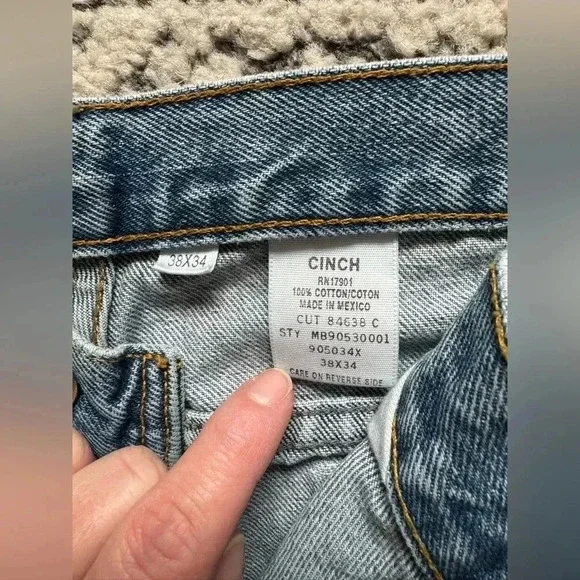 38X34
CINCH
RN17901
100% COTTON/COTON
MADE IN MEXICO
CUT 84638 C
STY MB90530001
905034X
38X34
CARE ON REVERSE SIDE